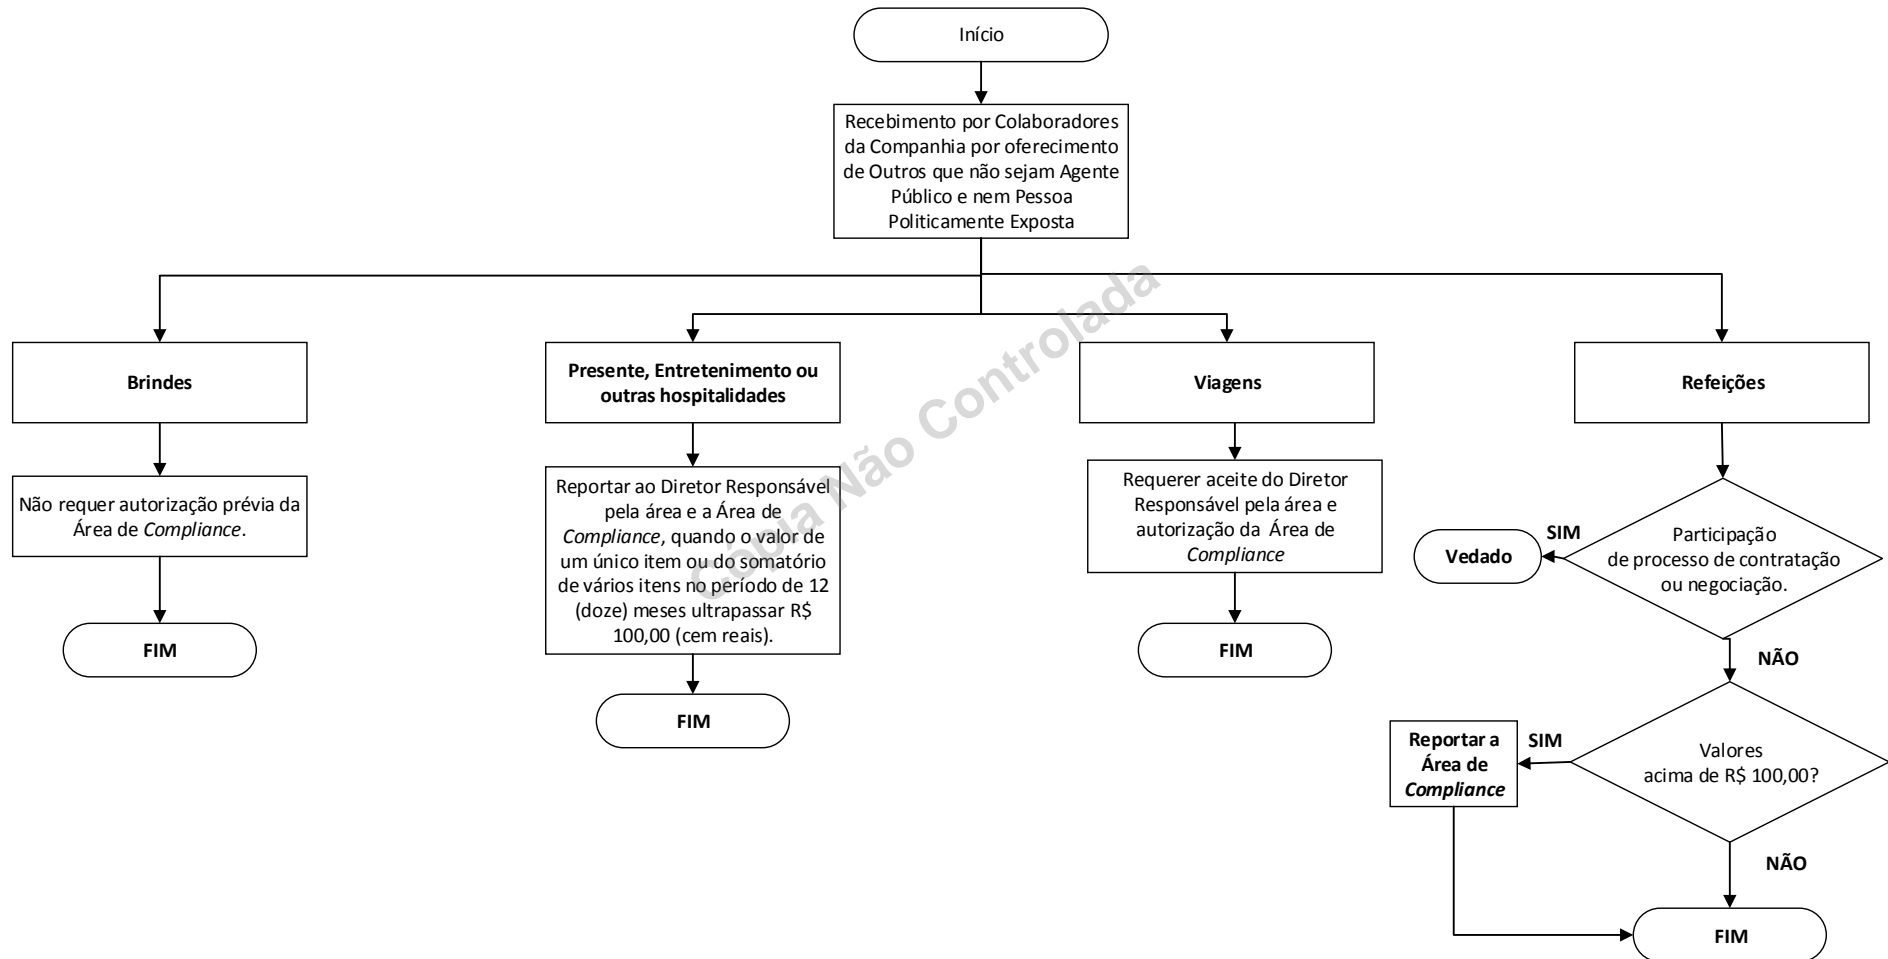 Início
Recebimento por Colaboradores
da Companhia por oferecimento
de Outros que não sejam Agente
Público e nem Pessoa
Politicamente Exposta
Brindes
Não requer autorização prévia da
Área de Compliance.
FIM
Presente, Entretenimento ou
outras hospitalidades
Reportar ao Diretor Responsável
pela área e a Área de
Compliance, quando o valor de
um único item ou do somatório
de vários itens no período de 12
(doze) meses ultrapassar R$
100,00 (cem reais).
FIM
Viagens
Requerer aceite do Diretor
Responsável pela área e
autorização da Área de
Compliance
FIM
Refeições
Participação
de processo de contratação
ou negociação.
SIM
Vedado
NÃO
Valores
acima de R$ 100,00?
SIM
Reportar a
Área de
Compliance
NÃO
FIM
Cópia Não Controlada